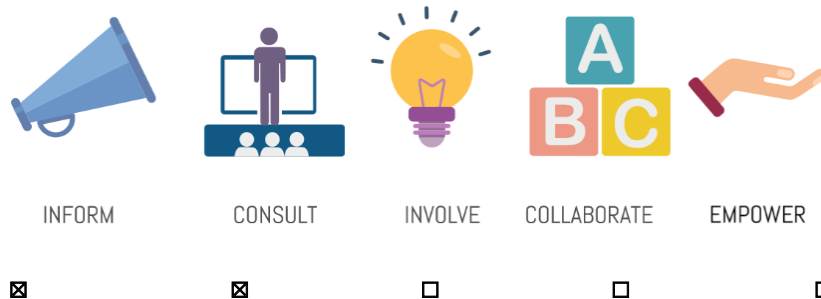 A
B C
INFORM CONSULT INVOLVE COLLABORATE EMPOWER
☒ ☒ ☐ ☐ ☐